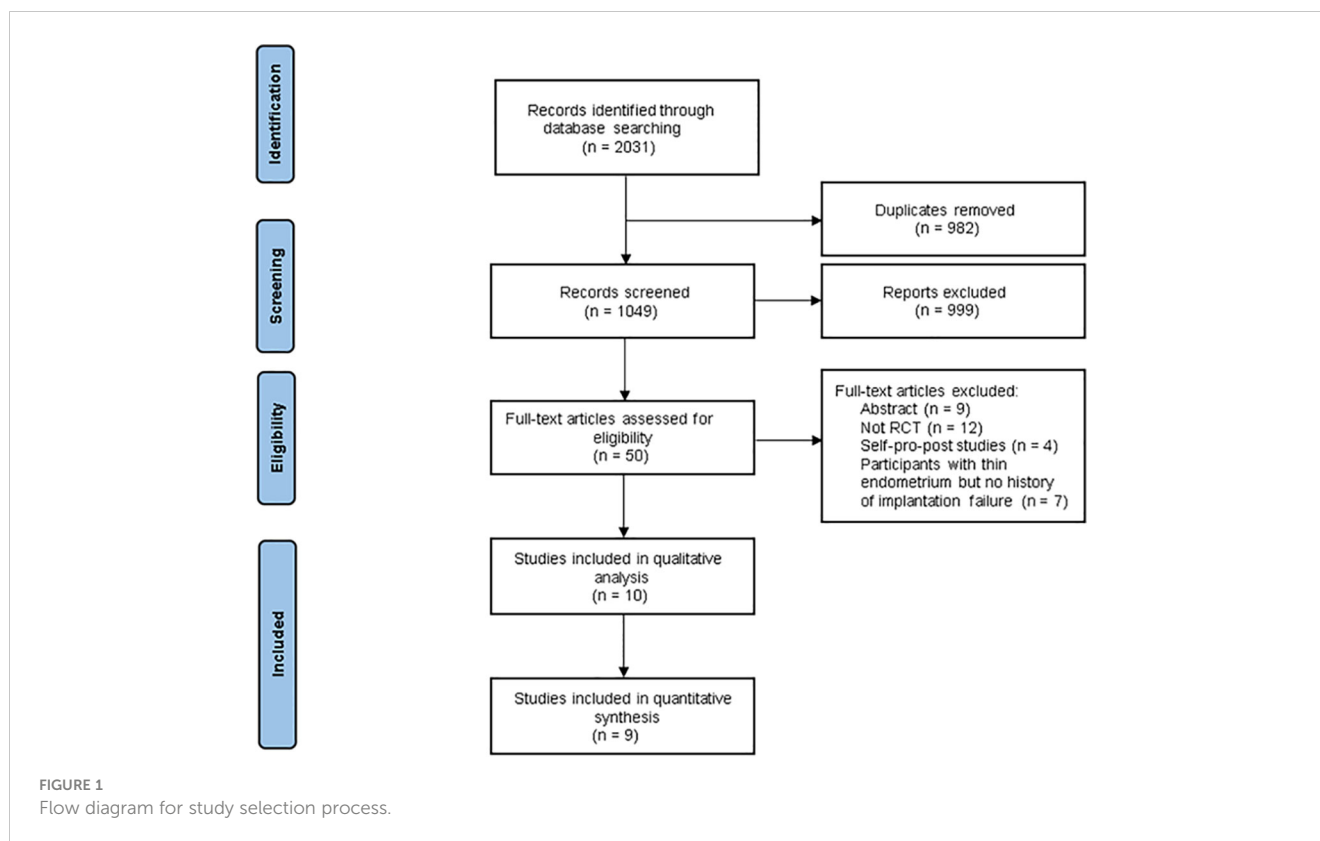 Identification
Records identified through
database searching
(n = 2031)
Duplicates removed
(n = 982)
Screening
Records screened
(n = 1049)
Reports excluded
(n = 999)
Eligibility
Full-text articles assessed for
eligibility
(n = 50)
Full-text articles excluded:
Abstract (n = 9)
Not RCT (n = 12)
Self-pro-post studies (n = 4)
Participants with thin
endometrium but no history
of implantation failure (n = 7)
Included
Studies included in qualitative
analysis
(n = 10)
Studies included in quantitative
synthesis
(n = 9)
FIGURE 1
Flow diagram for study selection process.